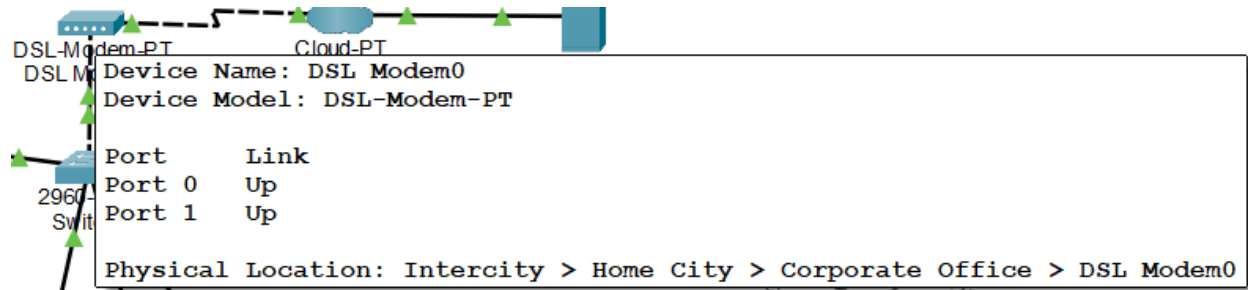 DSL-Modem-PT
Cloud-PT
DSL M
Device Name: DSL Modem0
Device Model: DSL-Modem-PT
Port Link
Port 0 Up
Port 1 Up
2960-
Swit
Physical Location: Intercity > Home City > Corporate Office > DSL Modem0